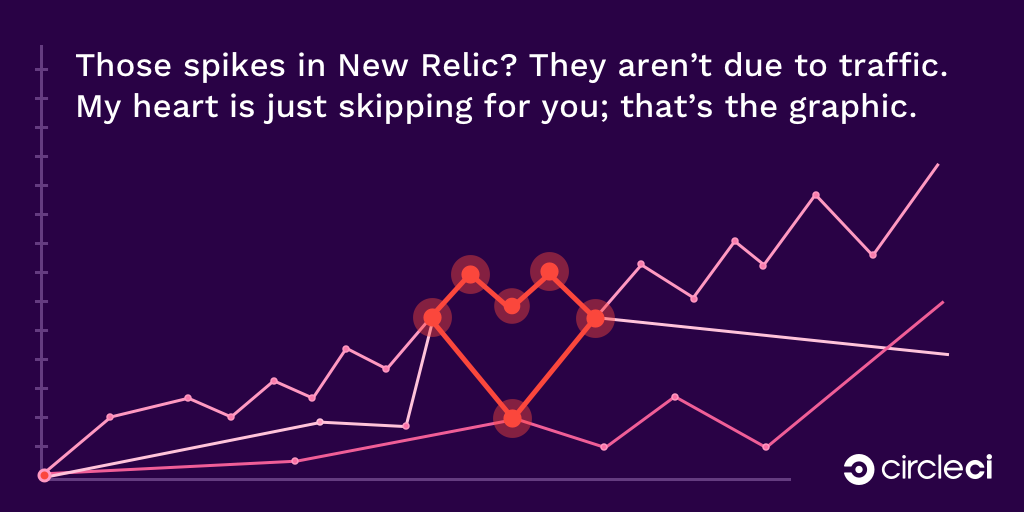 Those spikes in New Relic? They aren’t due to traffic.
My heart is just skipping for you; that’s the graphic.
circleci